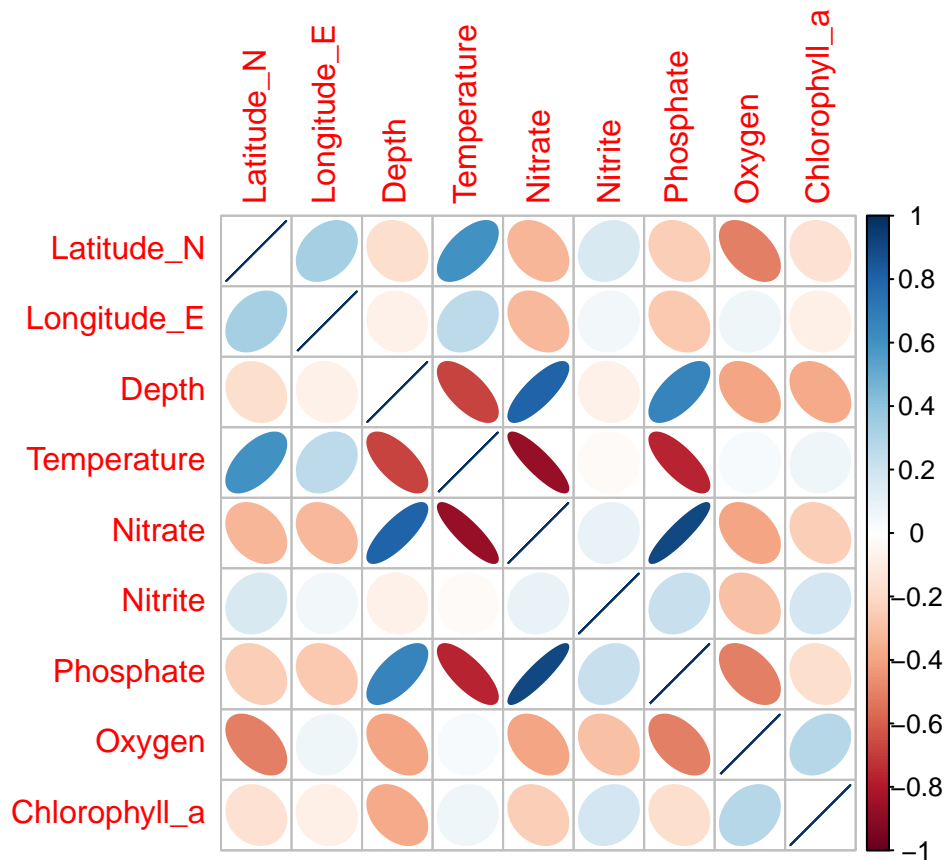 Latitude_N
Longitude_E
Depth
Temperature
Nitrate
Nitrite
Phosphate
Oxygen
Chlorophyll_a
Latitude_N
Longitude_E
Depth
Temperature
Nitrate
Nitrite
Phosphate
Oxygen
Chlorophyll_a
1
0.8
0.6
0.4
0.2
0
−0.2
−0.4
−0.6
−0.8
−1